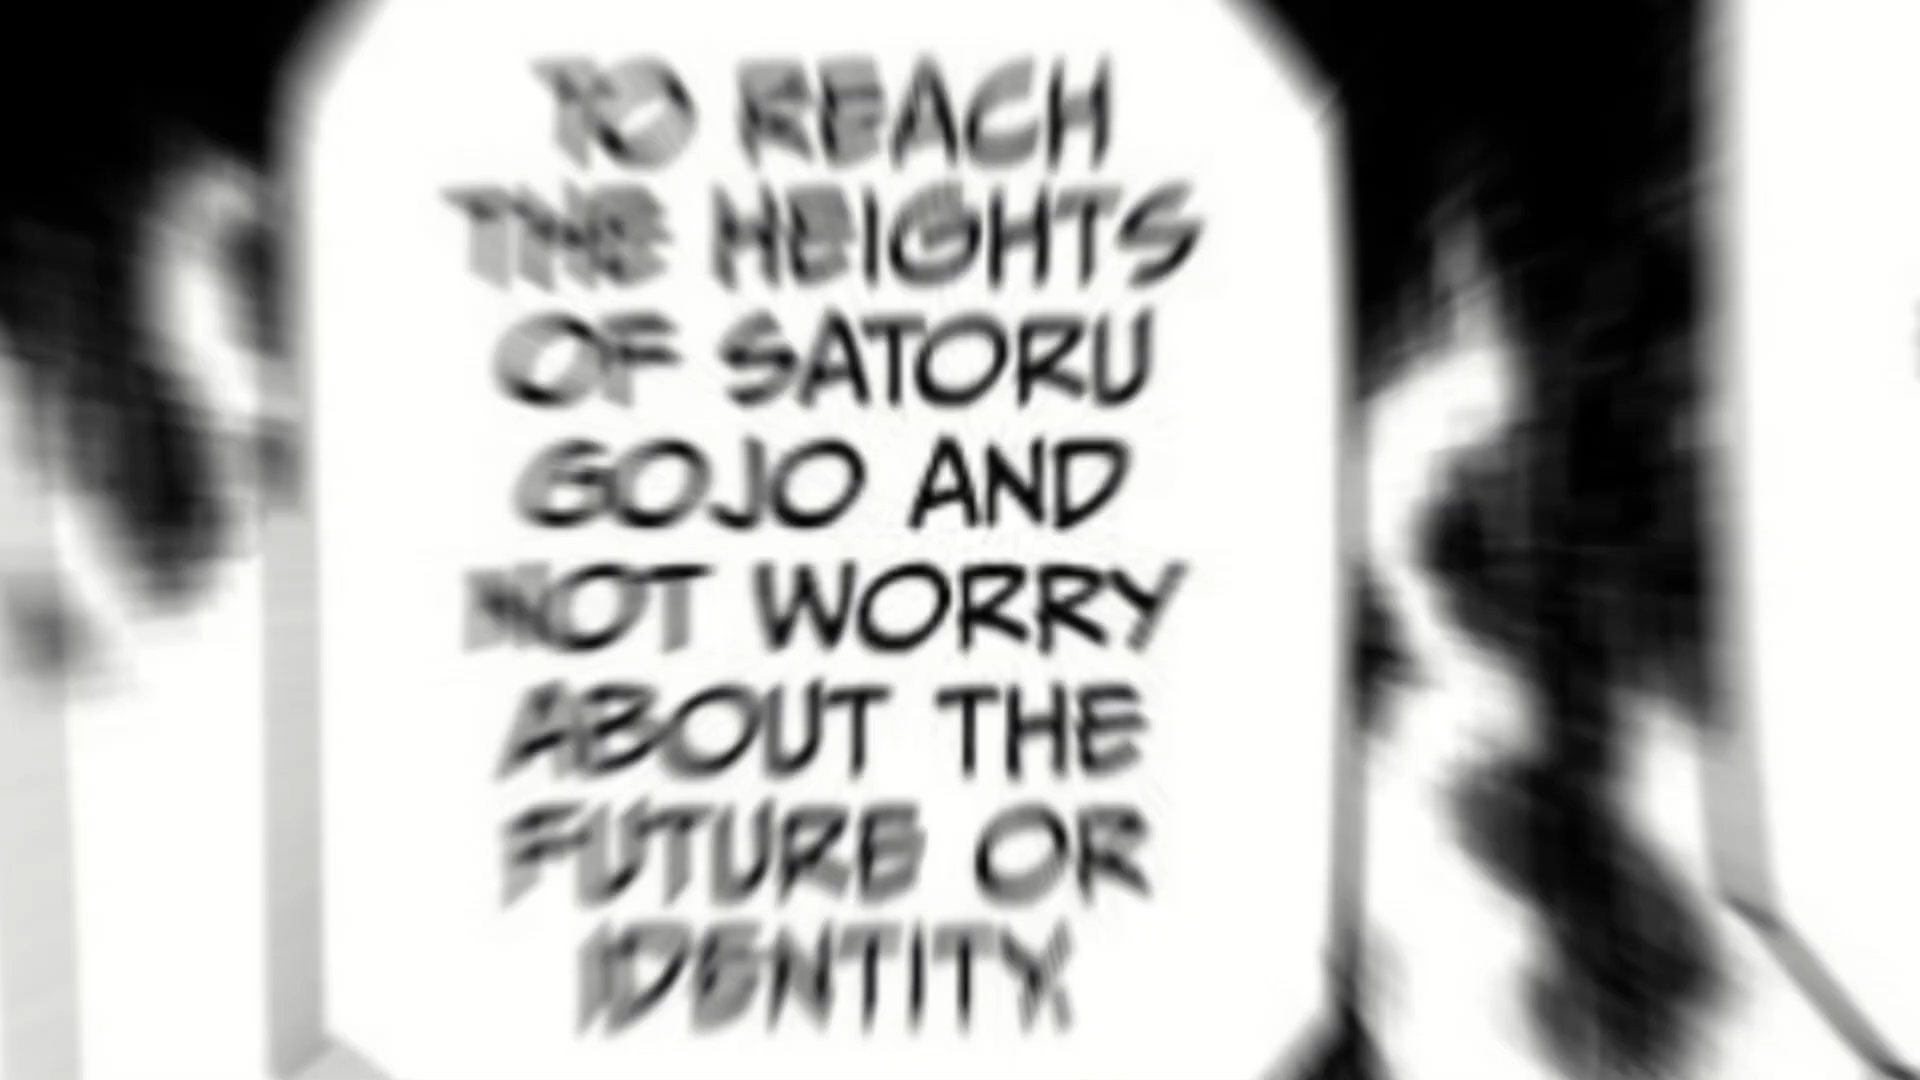 TO REACH
THE HEIGHTS
OF SATORU
GOJO AND
NOT WORRY
ABOUT THE
FUTURE OR
IDENTITY.